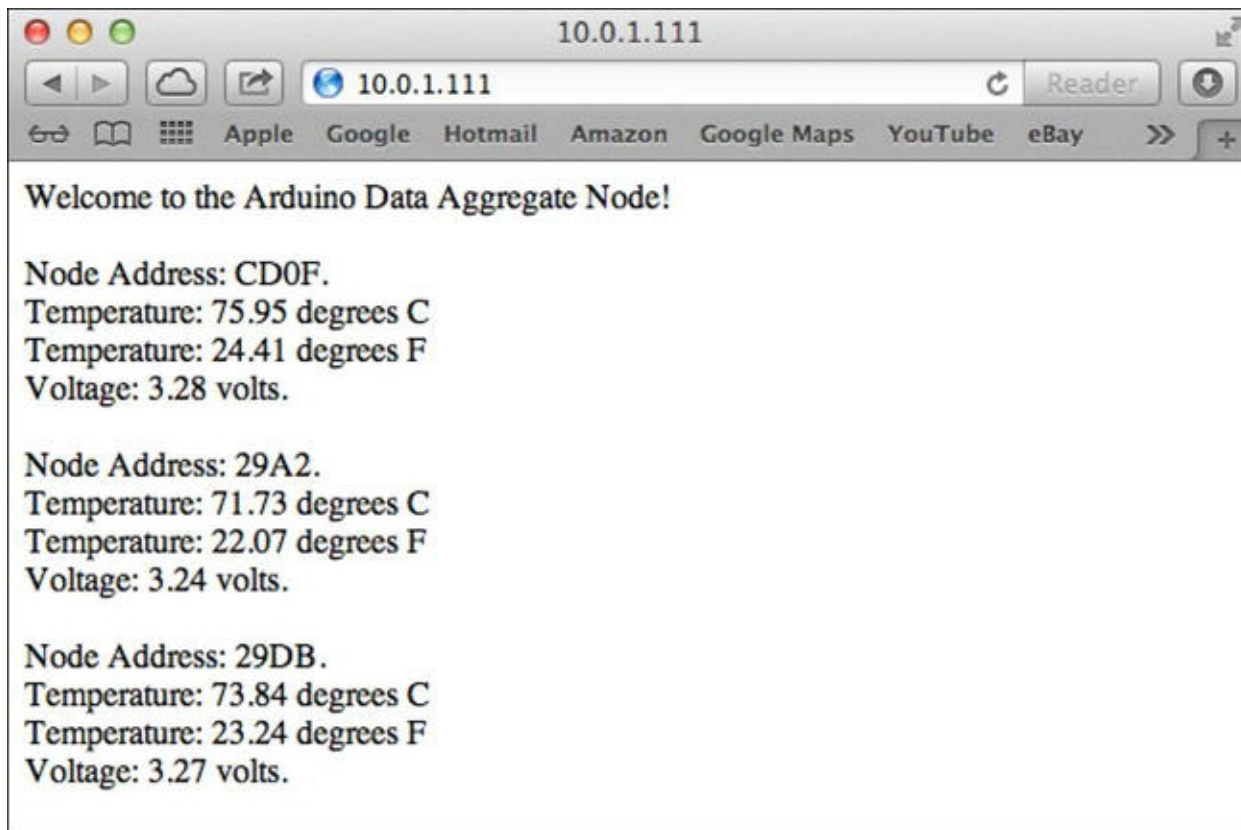 10.0.1.111
10.0.1.111 Reader
Apple Google Hotmail Amazon Google Maps YouTube eBay
Welcome to the Arduino Data Aggregate Node!
Node Address: CD0F.
Temperature: 75.95 degrees C
Temperature: 24.41 degrees F
Voltage: 3.28 volts.
Node Address: 29A2.
Temperature: 71.73 degrees C
Temperature: 22.07 degrees F
Voltage: 3.24 volts.
Node Address: 29DB.
Temperature: 73.84 degrees C
Temperature: 23.24 degrees F
Voltage: 3.27 volts.